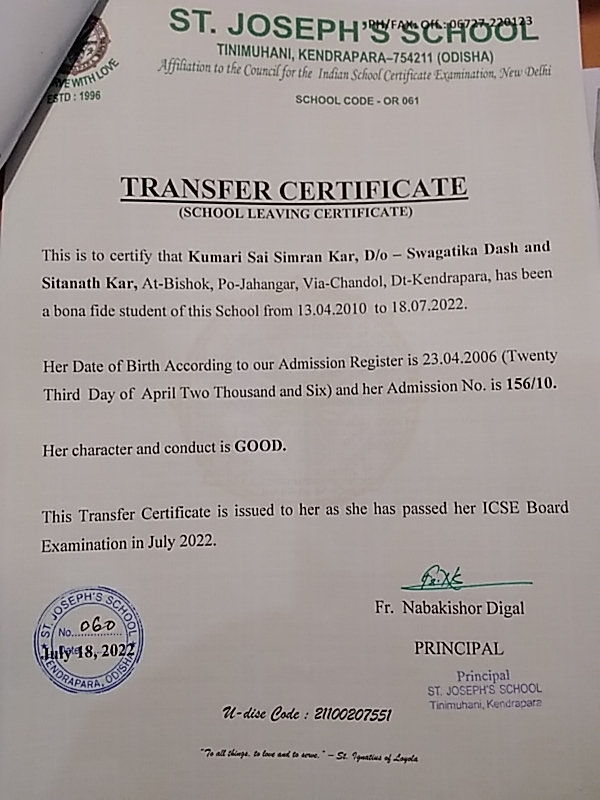 PH/FAX: Off.: 06727-220123
ST. JOSEPH'S SCHOOL
TINIMUHANI, KENDRAPARA–754211 (ODISHA)
Affiliation to the Council for the Indian School Certificate Examination, New Delhi
WITH LOVE
ESTD : 1996
SCHOOL CODE - OR 061
TRANSFER CERTIFICATE
(SCHOOL LEAVING CERTIFICATE)
This is to certify that Kumari Sai Simran Kar, D/o – Swagatika Dash and
Sitanath Kar, At-Bishok, Po-Jahangar, Via-Chandol, Dt-Kendrapara, has been
a bona fide student of this School from 13.04.2010 to 18.07.2022.
Her Date of Birth According to our Admission Register is 23.04.2006 (Twenty
Third Day of April Two Thousand and Six) and her Admission No. is 156/10.
Her character and conduct is GOOD.
This Transfer Certificate is issued to her as she has passed her ICSE Board
Examination in July 2022.
Fr. Nabakishor Digal
PRINCIPAL
Principal
ST. JOSEPH'S SCHOOL
Tinimuhani, Kendrapara
ST. JOSEPH'S SCHOOL
No. 060
Date
July 18, 2022
KENDRAPARA, ODISHA
U-dise Code : 21100207551
"To all things, to love and to serve." – St. Ignatius of Loyola